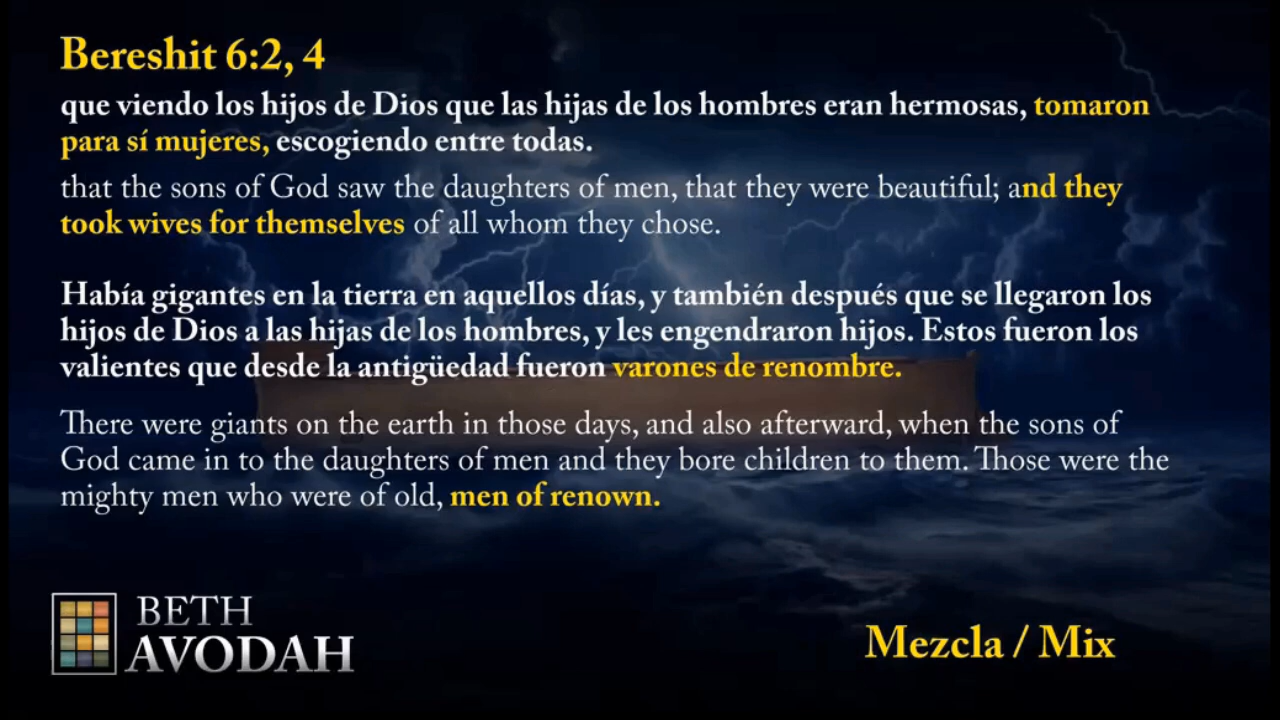 Bereshit 6:2, 4
que viendo los hijos de Dios que las hijas de los hombres eran hermosas, tomaron
para sí mujeres, escogiendo entre todas.
that the sons of God saw the daughters of men, that they were beautiful; and they
took wives for themselves of all whom they chose.
Había gigantes en la tierra en aquellos días, y también después que se llegaron los
hijos de Dios a las hijas de los hombres, y les engendraron hijos. Estos fueron los
valientes que desde la antigüedad fueron varones de renombre.
There were giants on the earth in those days, and also afterward, when the sons of
God came in to the daughters of men and they bore children to them. Those were the
mighty men who were of old, men of renown.
BETH
AVODAH
Mezcla / Mix